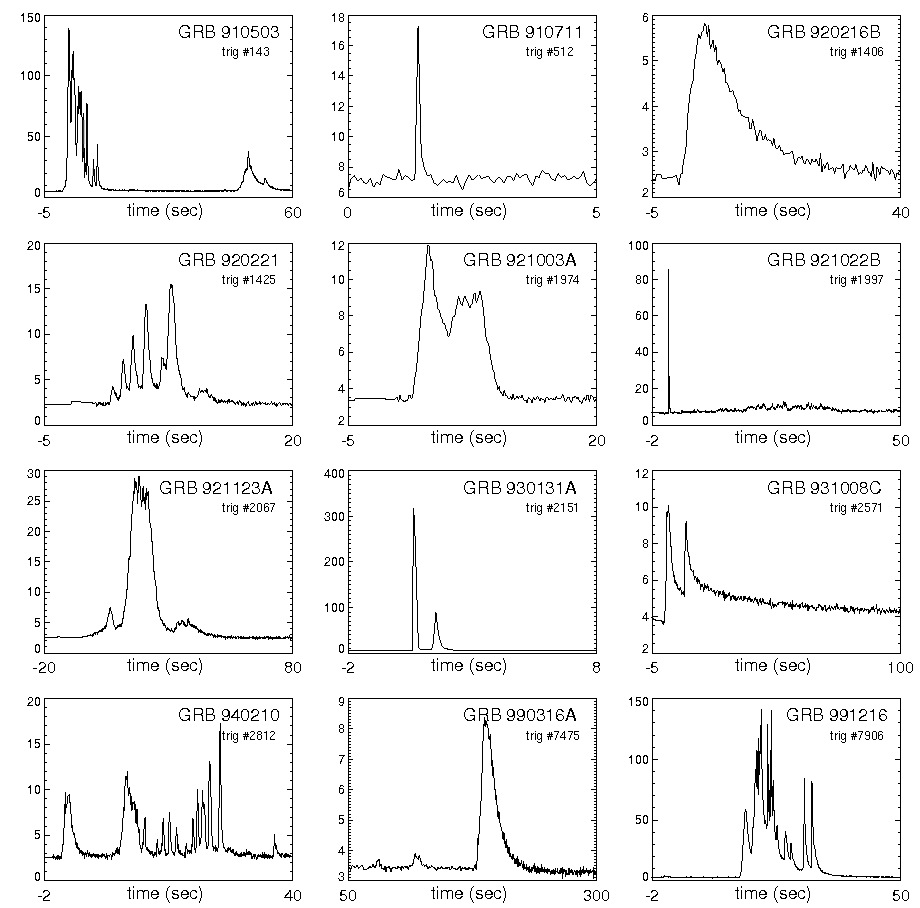 GRB 910503
trig #143
150
100
50
0
-5
time (sec)
60
GRB 910711
trig #512
18
16
14
12
10
8
6
0
time (sec)
5
GRB 920216B
trig #1406
6
5
4
3
2
-5
time (sec)
40
GRB 920221
trig #1425
20
15
10
5
0
-5
time (sec)
20
GRB 921003A
trig #1974
12
10
8
6
4
2
-5
time (sec)
20
GRB 921022B
trig #1997
100
80
60
40
20
0
-2
time (sec)
50
GRB 921123A
trig #2067
30
25
20
15
10
5
0
-20
time (sec)
80
GRB 930131A
trig #2151
400
300
200
100
0
-2
time (sec)
8
GRB 931008C
trig #2571
12
10
8
6
4
2
-5
time (sec)
100
GRB 940210
trig #2812
20
15
10
5
0
-2
time (sec)
40
GRB 990316A
trig #7475
9
8
7
6
5
4
3
50
time (sec)
300
GRB 991216
trig #7906
150
100
50
0
-2
time (sec)
50